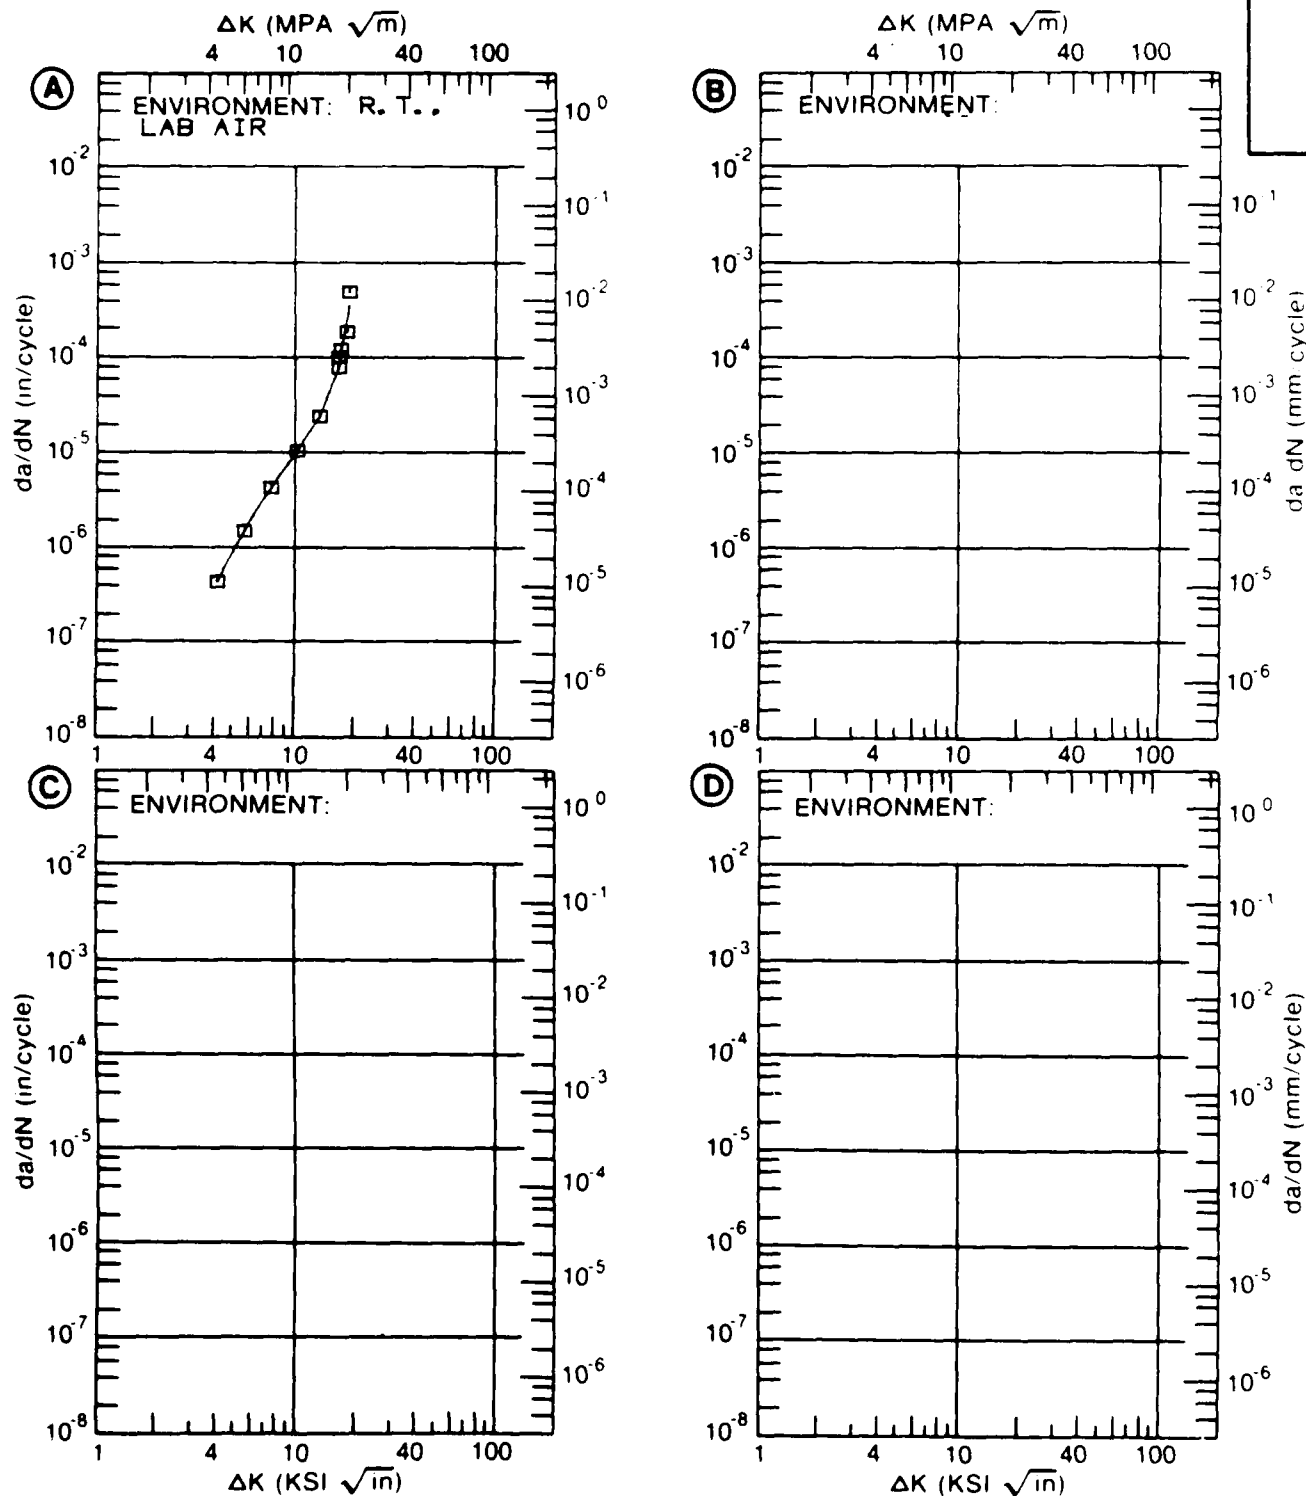 ΔK (MPA √m)
4 10 40 100
A
ENVIRONMENT: R.T.,
LAB AIR
10⁰
10⁻²
10⁻¹
10⁻³
10⁻²
10⁻⁴
10⁻³
10⁻⁵
10⁻⁴
10⁻⁶
10⁻⁵
10⁻⁷
10⁻⁶
10⁻⁸
da/dN (in/cycle)
1 4 10 40 100
ΔK (MPA √m)
4 10 40 100
B
ENVIRONMENT:
10⁻²
10⁻¹
10⁻³
10⁻²
10⁻⁴
10⁻³
10⁻⁵
10⁻⁴
10⁻⁶
10⁻⁵
10⁻⁷
10⁻⁶
10⁻⁸
da dN (mm cycle)
1 4 10 40 100
C
ENVIRONMENT:
10⁰
10⁻²
10⁻¹
10⁻³
10⁻²
10⁻⁴
10⁻³
10⁻⁵
10⁻⁴
10⁻⁶
10⁻⁵
10⁻⁷
10⁻⁶
10⁻⁸
da/dN (in/cycle)
1 4 10 40 100
ΔK (KSI √in)
D
ENVIRONMENT:
10⁰
10⁻²
10⁻¹
10⁻³
10⁻²
10⁻⁴
10⁻³
10⁻⁵
10⁻⁴
10⁻⁶
10⁻⁵
10⁻⁷
10⁻⁶
10⁻⁸
da/dN (mm/cycle)
1 4 10 40 100
ΔK (KSI √in)